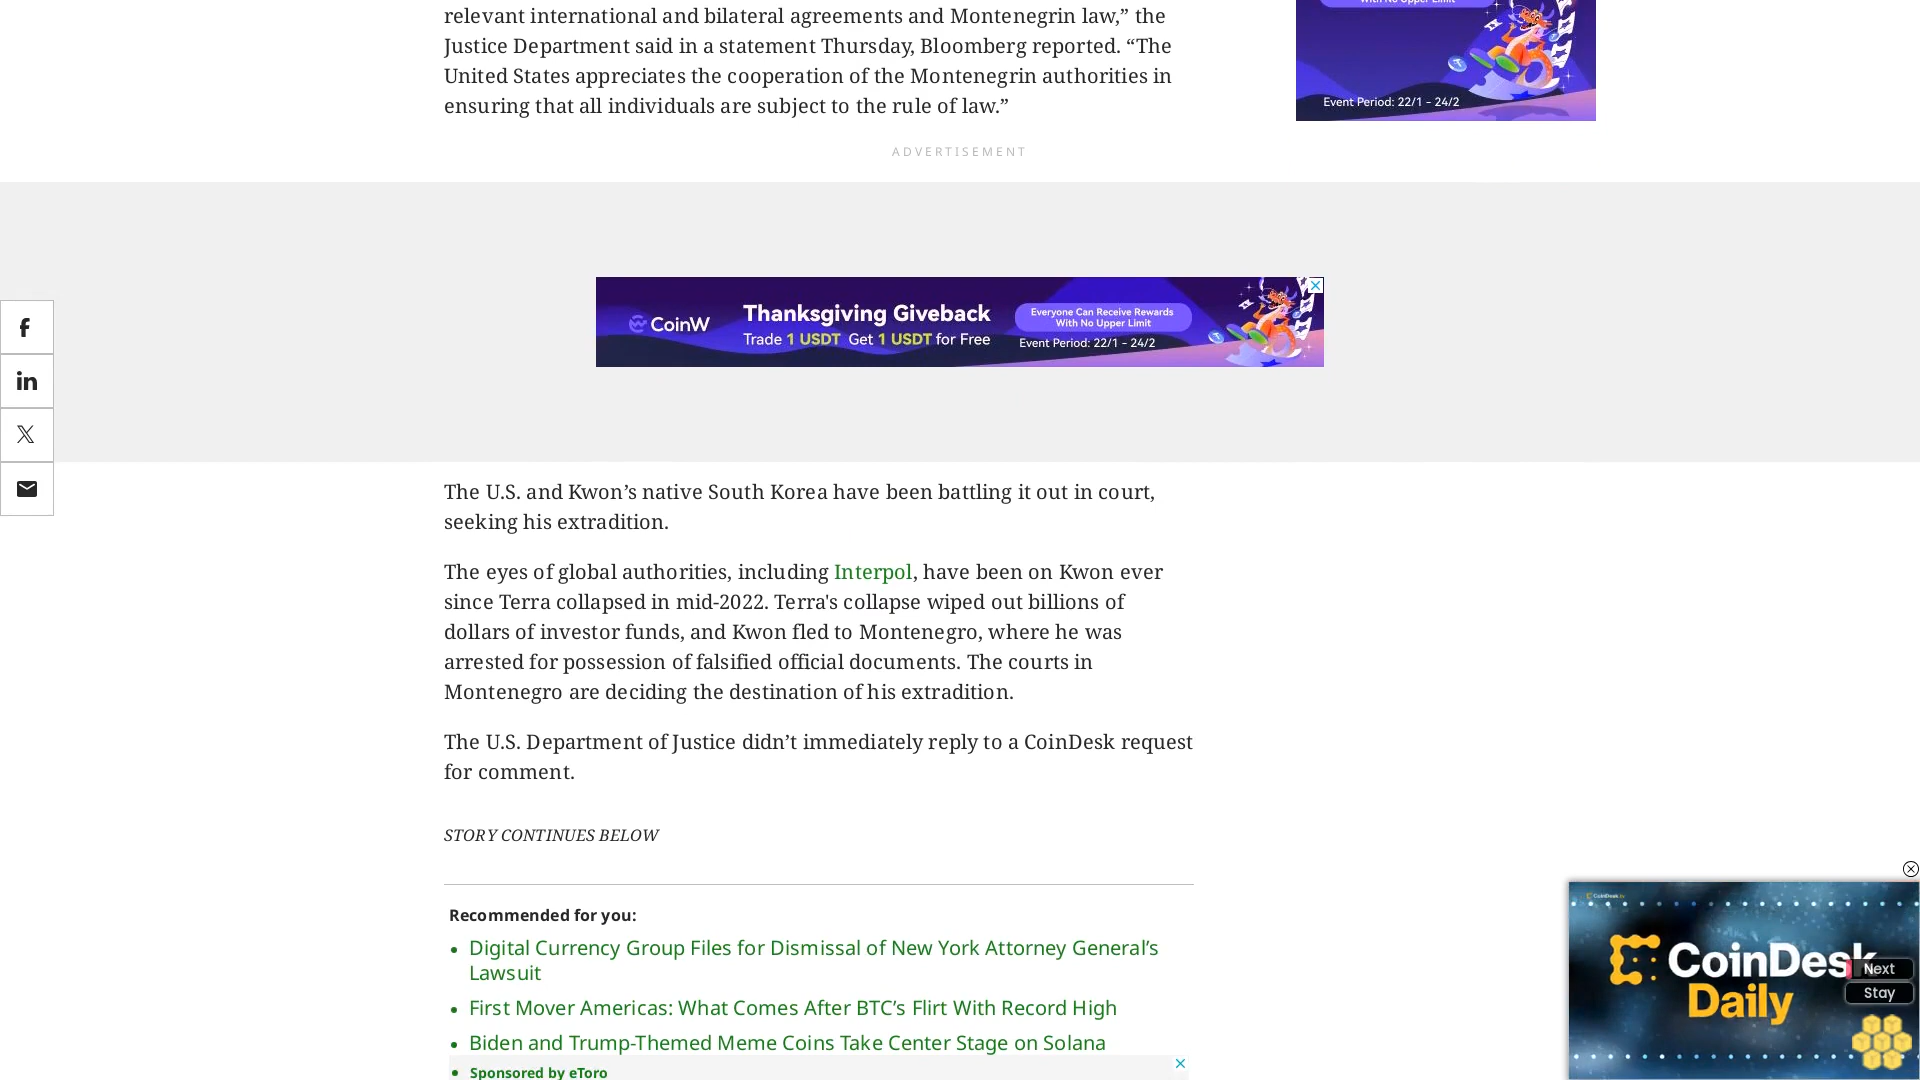 relevant international and bilateral agreements and Montenegrin law,” the
Justice Department said in a statement Thursday, Bloomberg reported. “The
United States appreciates the cooperation of the Montenegrin authorities in
ensuring that all individuals are subject to the rule of law.”
With No Upper Limit
Event Period: 22/1 - 24/2
ADVERTISEMENT
CoinW
Thanksgiving Giveback
Trade 1 USDT Get 1 USDT for Free
Everyone Can Receive Rewards
With No Upper Limit
Event Period: 22/1 - 24/2
The U.S. and Kwon’s native South Korea have been battling it out in court,
seeking his extradition.
The eyes of global authorities, including Interpol, have been on Kwon ever
since Terra collapsed in mid-2022. Terra's collapse wiped out billions of
dollars of investor funds, and Kwon fled to Montenegro, where he was
arrested for possession of falsified official documents. The courts in
Montenegro are deciding the destination of his extradition.
The U.S. Department of Justice didn’t immediately reply to a CoinDesk request
for comment.
STORY CONTINUES BELOW
Recommended for you:
• Digital Currency Group Files for Dismissal of New York Attorney General’s
Lawsuit
• First Mover Americas: What Comes After BTC’s Flirt With Record High
• Biden and Trump-Themed Meme Coins Take Center Stage on Solana
• Sponsored by eToro
CoinDesk
Daily
Next
Stay